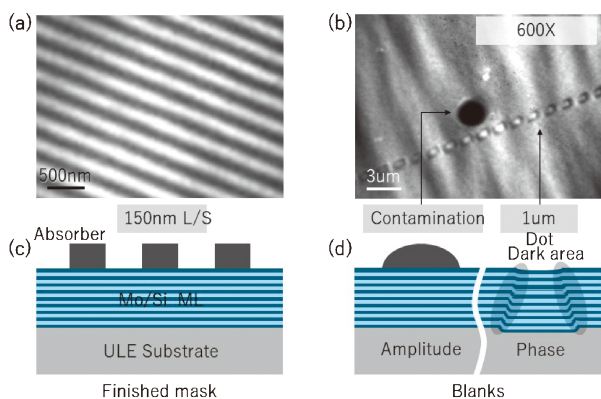 (a)
500nm
150nm L/S
(b)
600X
3um
Contamination
1um
Dot
(c)
Absorber
Mo/Si ML
ULE Substrate
Finished mask
(d)
Dark area
Amplitude
Phase
Blanks